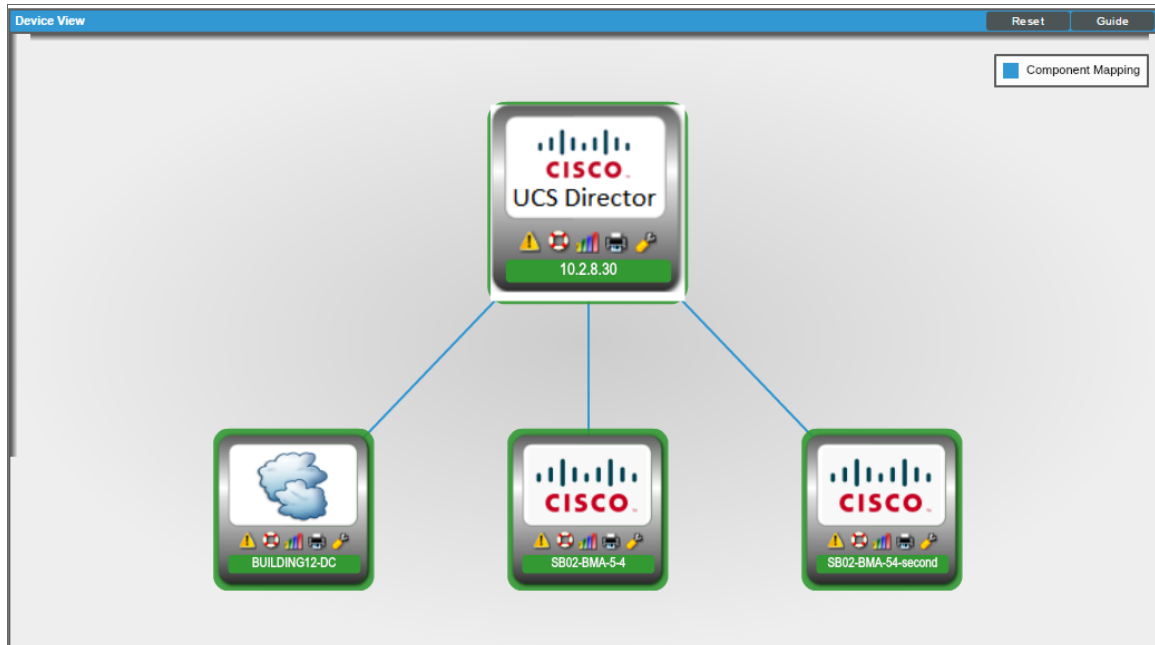 Device View
Reset
Guide
Component Mapping
CISCO
UCS Director
10.2.8.30
BUILDING12-DC
CISCO
SB02-BMA-5-4
CISCO
SB02-BMA-54-second